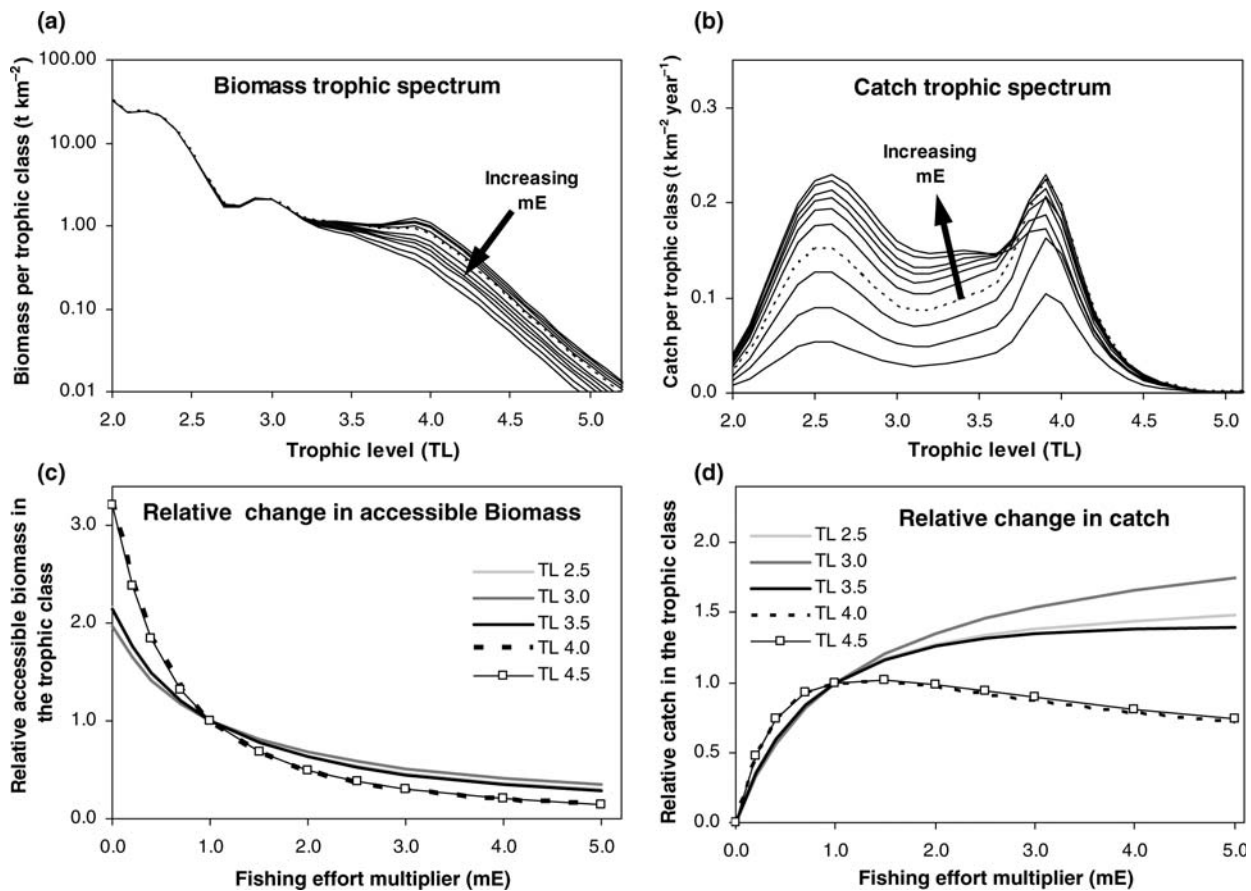 (a)
Biomass trophic spectrum
Biomass per trophic class (t km⁻²)
100.00
10.00
1.00
0.10
0.01
Increasing
mE
2.0 2.5 3.0 3.5 4.0 4.5 5.0
Trophic level (TL)
(b)
Catch trophic spectrum
Catch per trophic class (t km⁻² year⁻¹)
0.3
0.2
0.1
0.0
Increasing
mE
2.0 2.5 3.0 3.5 4.0 4.5 5.0
Trophic level (TL)
(c)
Relative change in accessible Biomass
Relative accessible biomass in
the trophic class
3.0
2.0
1.0
0.0
TL 2.5
TL 3.0
TL 3.5
TL 4.0
TL 4.5
0.0 1.0 2.0 3.0 4.0 5.0
Fishing effort multiplier (mE)
(d)
Relative change in catch
Relative catch in the trophic class
2.0
1.5
1.0
0.5
0.0
TL 2.5
TL 3.0
TL 3.5
TL 4.0
TL 4.5
0.0 1.0 2.0 3.0 4.0 5.0
Fishing effort multiplier (mE)